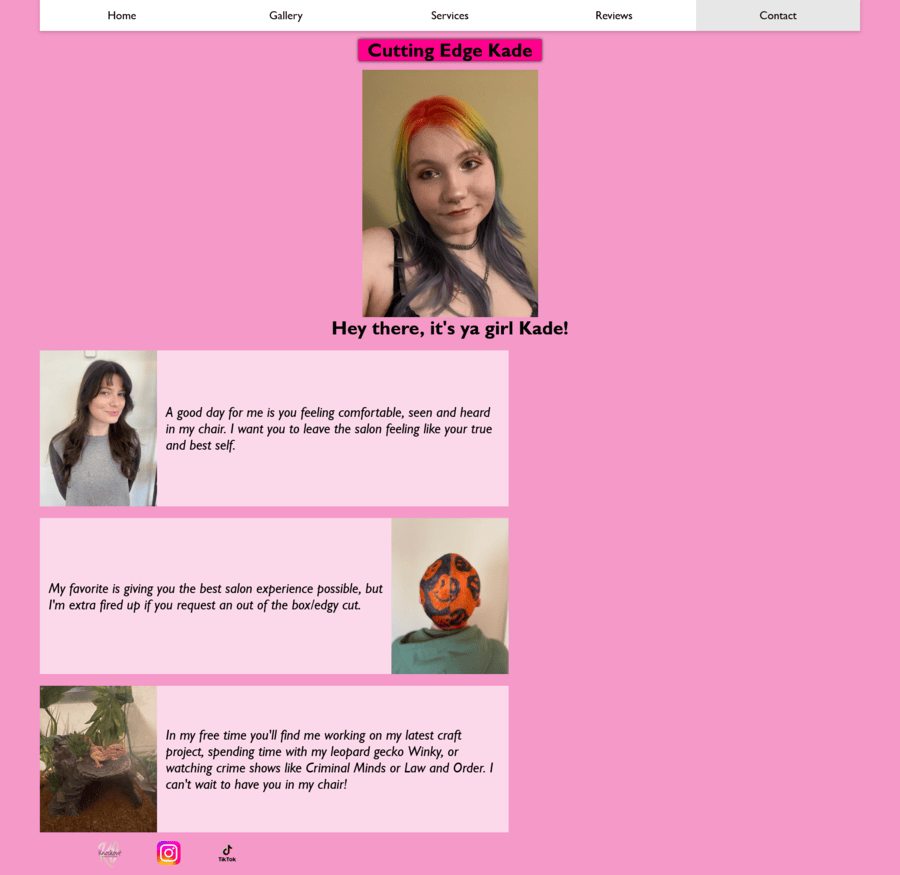 Home Gallery Services Reviews Contact
Cutting Edge Kade
Hey there, it's ya girl Kade!
A good day for me is you feeling comfortable, seen and heard
in my chair. I want you to leave the salon feeling like your true
and best self.
My favorite is giving you the best salon experience possible, but
I'm extra fired up if you request an out of the box/edgy cut.
In my free time you'll find me working on my latest craft
project, spending time with my leopard gecko Winky, or
watching crime shows like Criminal Minds or Law and Order. I
can't wait to have you in my chair!
TikTok